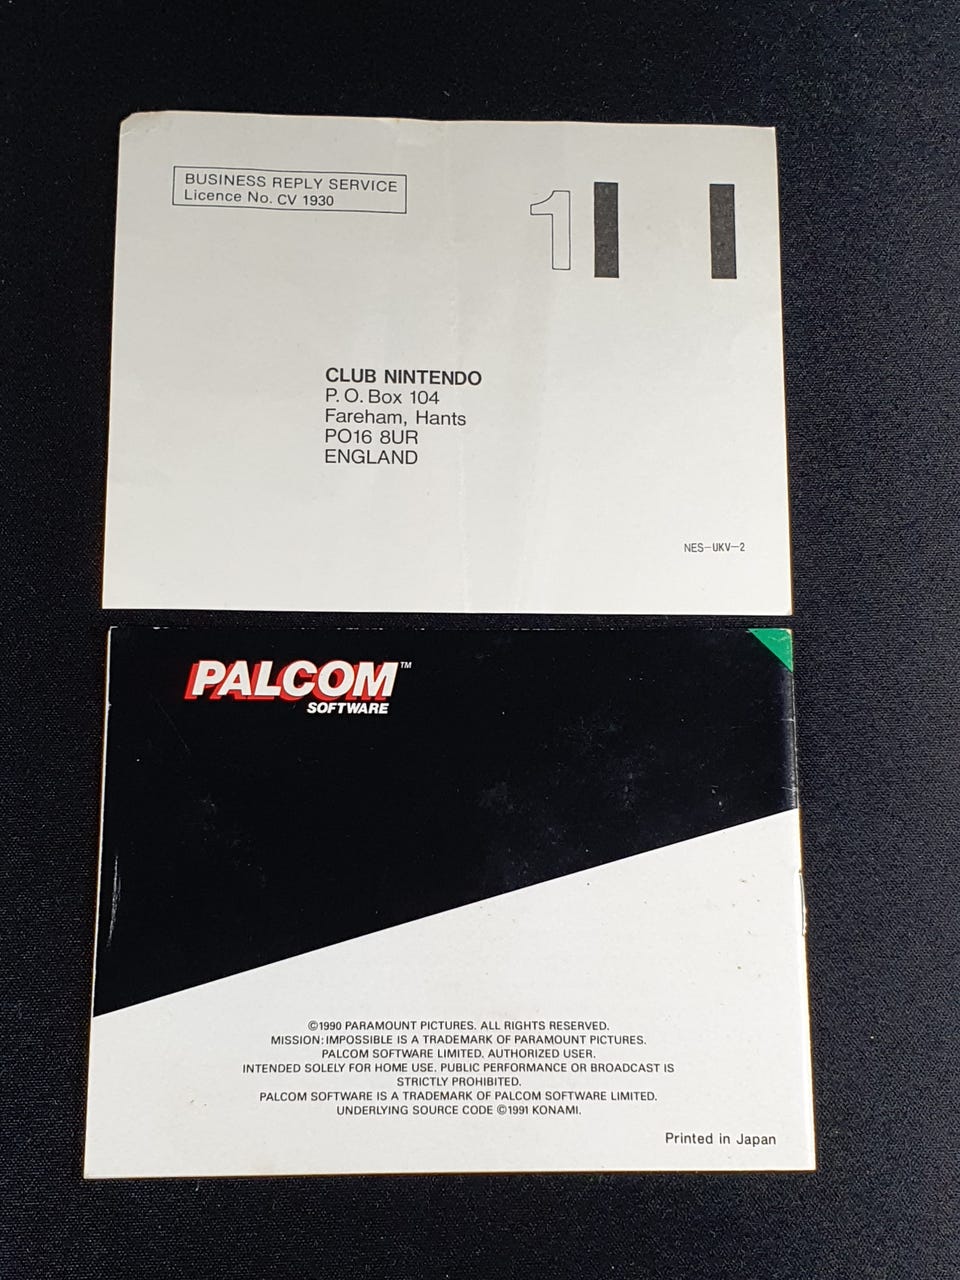 BUSINESS REPLY SERVICE
Licence No. CV 1930
1
CLUB NINTENDO
P. O. Box 104
Fareham, Hants
PO16 8UR
ENGLAND
NES-UKV-2
PALCOM™
SOFTWARE
©1990 PARAMOUNT PICTURES. ALL RIGHTS RESERVED.
MISSION: IMPOSSIBLE IS A TRADEMARK OF PARAMOUNT PICTURES.
PALCOM SOFTWARE LIMITED. AUTHORIZED USER.
INTENDED SOLELY FOR HOME USE. PUBLIC PERFORMANCE OR BROADCAST IS
STRICTLY PROHIBITED.
PALCOM SOFTWARE IS A TRADEMARK OF PALCOM SOFTWARE LIMITED.
UNDERLYING SOURCE CODE ©1991 KONAMI.
Printed in Japan